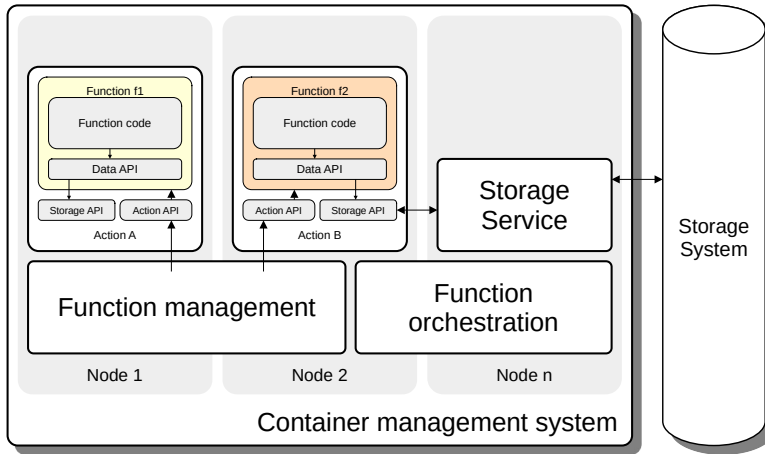 Function f1
Function code
Data API
Storage API
Action API
Action A
Function f2
Function code
Data API
Action API
Storage API
Action B
Storage
Service
Storage
System
Function management
Function
orchestration
Node 1
Node 2
Node n
Container management system